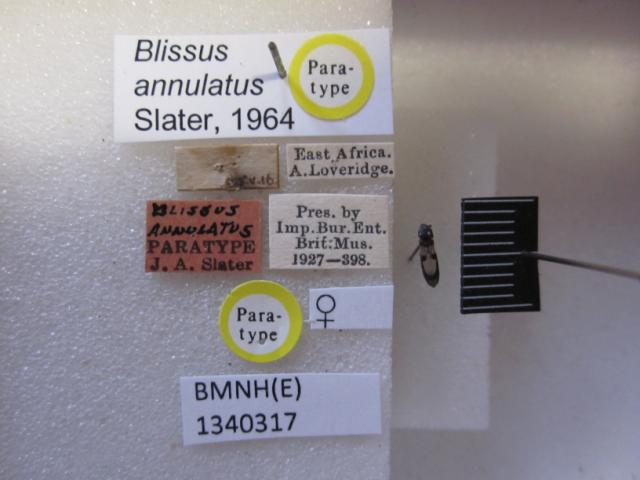 Blissus
annulatus
Slater, 1964
Para-
type
East Africa.
A.Loveridge.
BLISSUS
ANNULATUS
PARATYPE
J. A. Slater
Pres. by
Imp.Bur.Ent.
Brit:Mus.
1927—398.
Para-
type
♀
BMNH(E)
1340317